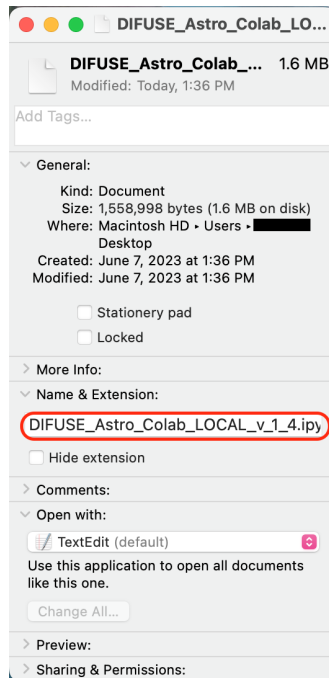 DIFUSE_Astro_Colab_LO...
DIFUSE_Astro_Colab_... 1.6 MB
Modified: Today, 1:36 PM
Add Tags...
General:
Kind: Document
Size: 1,558,998 bytes (1.6 MB on disk)
Where: Macintosh HD ▸ Users ▸
Desktop
Created: June 7, 2023 at 1:36 PM
Modified: June 7, 2023 at 1:36 PM
Stationery pad
Locked
More Info:
Name & Extension:
DIFUSE_Astro_Colab_LOCAL_v_1_4.ipy
Hide extension
Comments:
Open with:
TextEdit (default)
Use this application to open all documents
like this one.
Change All...
Preview:
Sharing & Permissions: